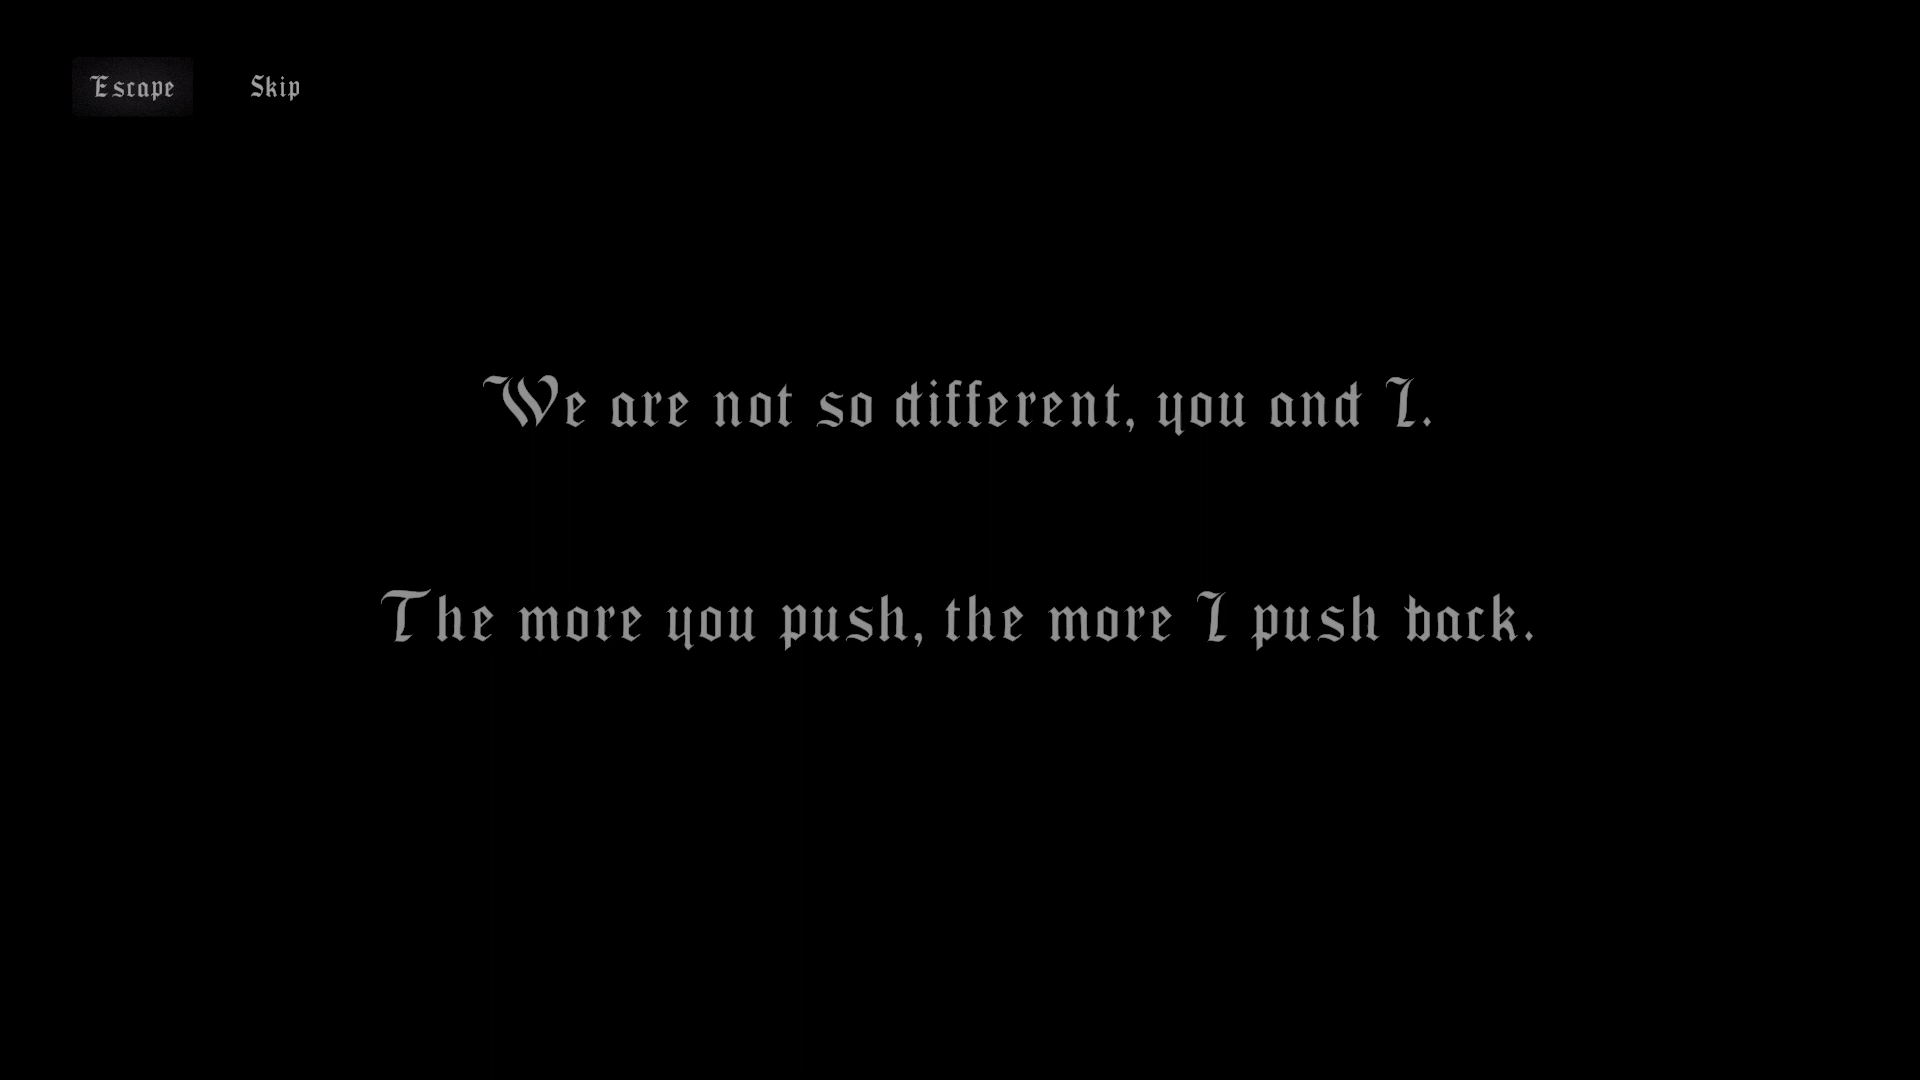 Escape Skip
We are not so different, you and I.
The more you push, the more I push back.